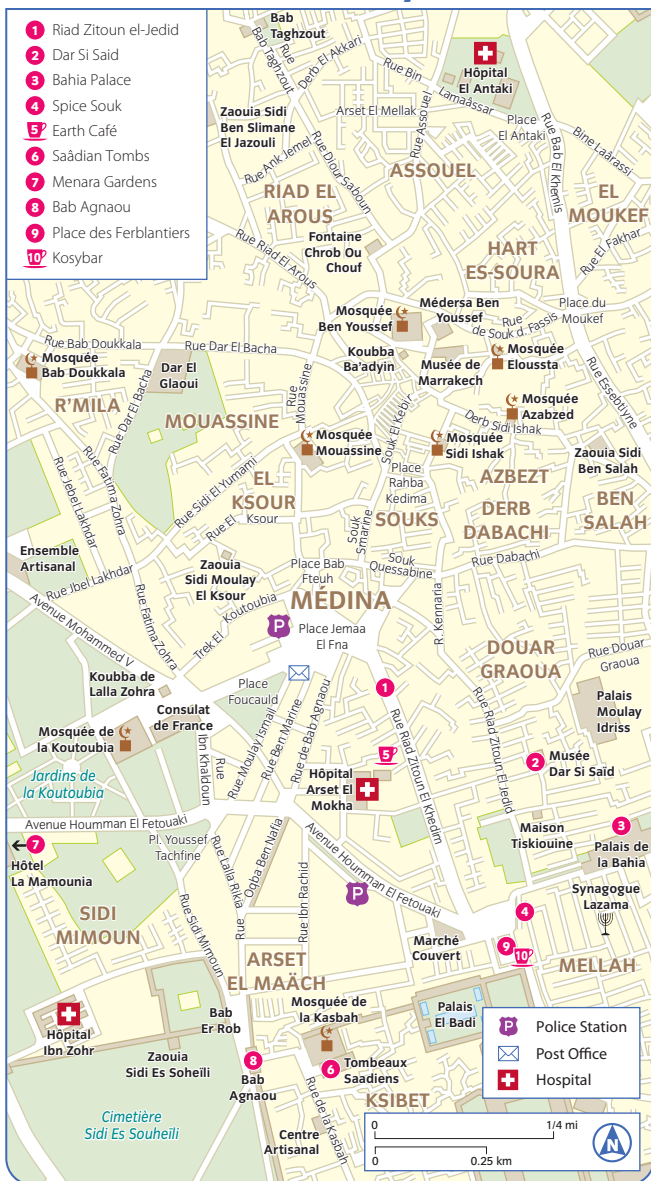 1 Riad Zitoun el-Jedid
2 Dar Si Said
3 Bahia Palace
4 Spice Souk
5 Earth Café
6 Saâdian Tombs
7 Menara Gardens
8 Bab Agnaou
9 Place des Ferblantiers
10 Kosybar
Bab
Taghzout
Rue
Bab Taghzout
Derb El Akkari
Rue Bin
Lamaâssar
Hôpital
El Antaki
Arset El Mellak
Rue Assouel
Place
El Antaki
Rue Bab El Khemis
Bine Laârassi
Zaouia Sidi
Ben Slimane
El Jazouli
Rue Ank Jemel
Rue Diour Saboun
ASSOUEL
RIAD EL
AROUS
EL
MOUKEF
Rue El Fakhar
Fontaine
Chrob Ou
Chouf
HART
ES-SOURA
Rue Riad El Arous
Mosquée
Ben Youssef
Médersa Ben
Youssef
Rue
de Souk d. Fassis
Place du
Moukef
Rue Bab Doukkala
Rue Dar El Bacha
Mosquée
Bab Doukkala
Dar El
Glaoui
Koubba
Ba'adyin
Musée de
Marrakech
Mosquée
Eloussta
Rue Essebtiyne
R'MILA
Rue Dar El Bacha
MOUASSINE
Rue
Mouassine
Souk El Kebir
Mosquée
Azabzed
Derb Sidi Ishak
Mosquée
Mouassine
Mosquée
Sidi Ishak
Zaouia Sidi
Ben Salah
Rue Jebel Lakhdar
Rue Fatima Zohra
Rue Sidi El Yumami
EL
KSOUR
Rue El
Ksour
Place
Rahba
Kedima
AZBEZT
Souk
Smarine
SOUKS
DERB
DABACHI
BEN
SALAH
Ensemble
Artisanal
Rue Jbel Lakhdar
Zaouia
Sidi Moulay
El Ksour
Place Bab
Fteuh
Souk
Quessabine
Rue Dabachi
MÉDINA
Avenue Mohammed V
Rue Fatima Zohra
Trek El Koutoubia
P
Place Jemaa
El Fna
R. Kennaria
DOUAR
GRAOUA
Rue Douar
Graoua
Koubba de
Lalla Zohra
Place
Foucauld
1
Consulat
de France
Mosquée de
la Koutoubia
Rue
Ibn Khaldoun
Rue Moulay Ismail
Rue Ben Marine
Rue de Bab Agnaou
Rue Riad Zitoun El Khedim
Rue Riad Zitoun El Jedid
Palais
Moulay
Idriss
5
2
Musée
Dar Si Saïd
Jardins de
la Koutoubia
Hôpital
Arset El
Mokha
Avenue Houmman El Fetouaki
Pl. Youssef
Tachfine
7
Hôtel
La Mamounia
Rue Lalla Rikia
Rue Oqba Ben Nafia
Rue Ibn Rachid
Avenue Houmman El Fetouaki
P
Maison
Tiskiouine
3
Palais de
la Bahia
Synagogue
Lazama
4
SIDI
MIMOUN
Rue Sidi Mimoun
ARSET
EL MAÄCH
Marché
Couvert
9
10
MELLAH
Hôpital
Ibn Zohr
Bab
Er Rob
Mosquée de
la Kasbah
Palais
El Badi
Zaouia
Sidi Es Soheïli
8
Bab
Agnaou
6
Tombeaux
Saadiens
KSIBET
Cimetière
Sidi Es Souheïli
Rue de la Kasbah
Centre
Artisanal
P Police Station
Post Office
Hospital
0 1/4 mi
0 0.25 km
N